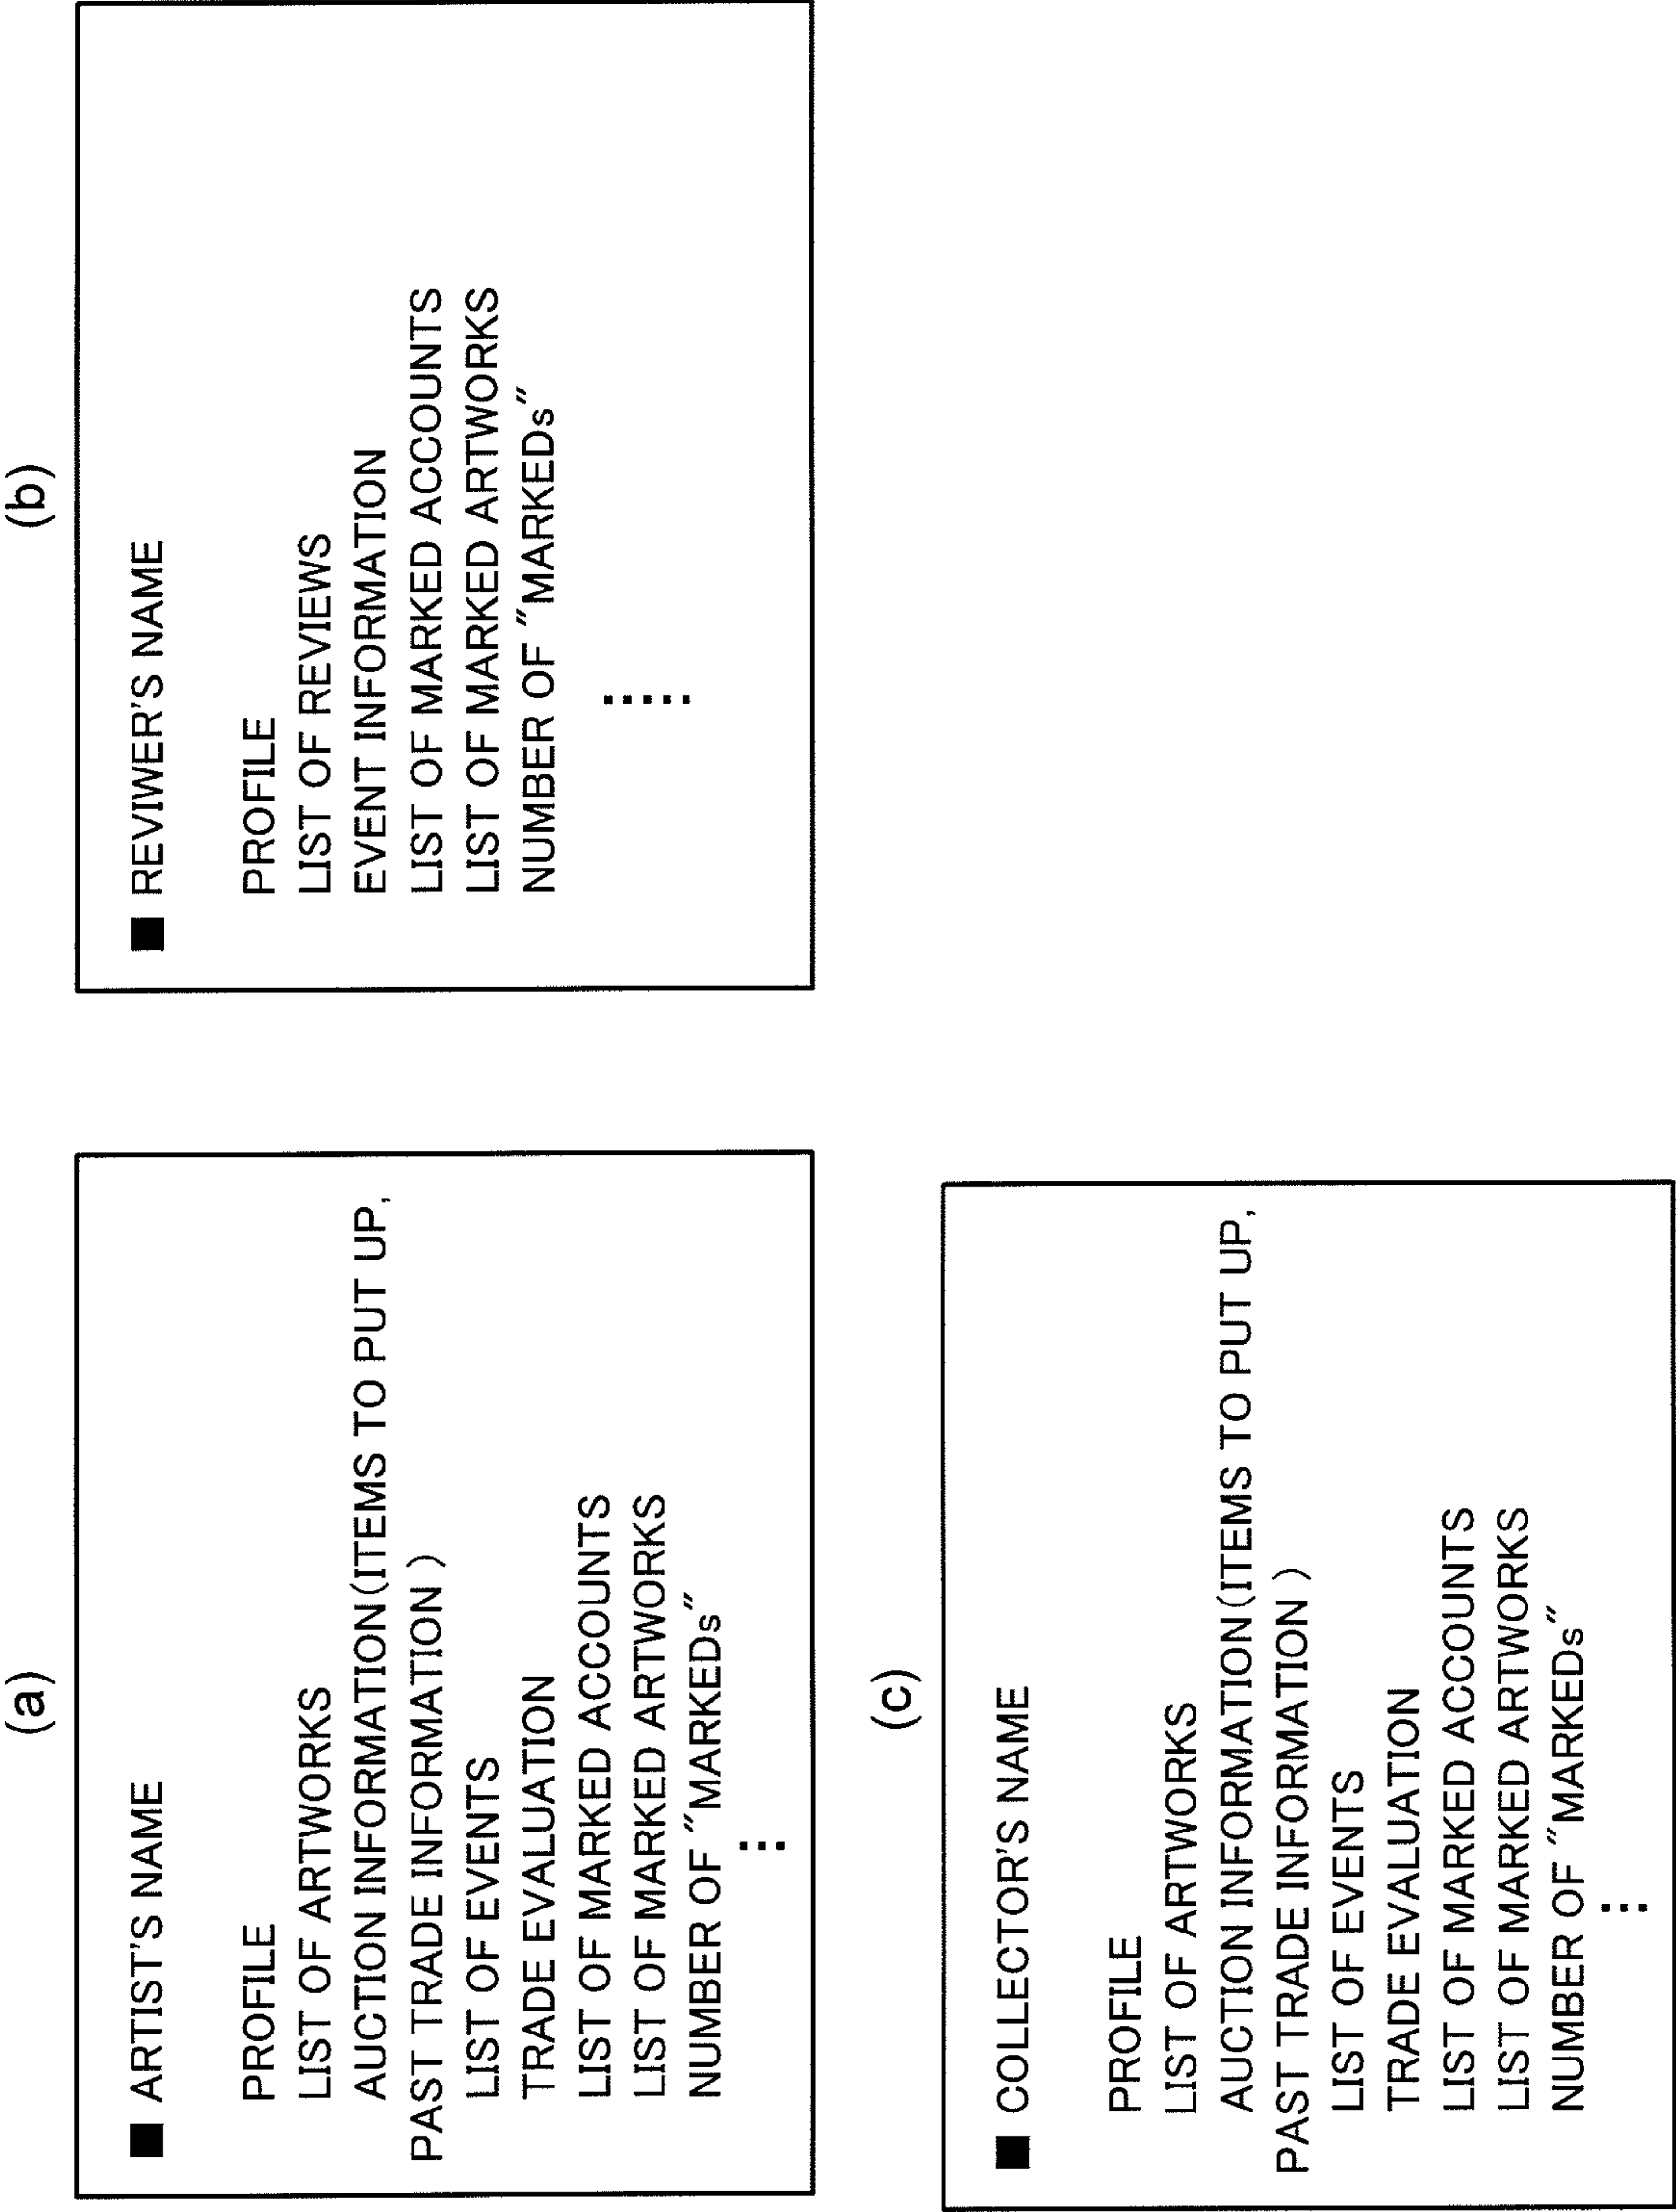 (a)
■ ARTIST'S NAME
PROFILE
LIST OF ARTWORKS
AUCTION INFORMATION(ITEMS TO PUT UP,
PAST TRADE INFORMATION )
LIST OF EVENTS
TRADE EVALUATION
LIST OF MARKED ACCOUNTS
LIST OF MARKED ARTWORKS
NUMBER OF "MARKEDs"
⋮
(b)
■ REVIWER'S NAME
PROFILE
LIST OF REVIEWS
EVENT INFORMATION
LIST OF MARKED ACCOUNTS
LIST OF MARKED ARTWORKS
NUMBER OF "MARKEDs"
⋮
(c)
■ COLLECTOR'S NAME
PROFILE
LIST OF ARTWORKS
AUCTION INFORMATION(ITEMS TO PUT UP,
PAST TRADE INFORMATION )
LIST OF EVENTS
TRADE EVALUATION
LIST OF MARKED ACCOUNTS
LIST OF MARKED ARTWORKS
NUMBER OF "MARKEDs"
⋮